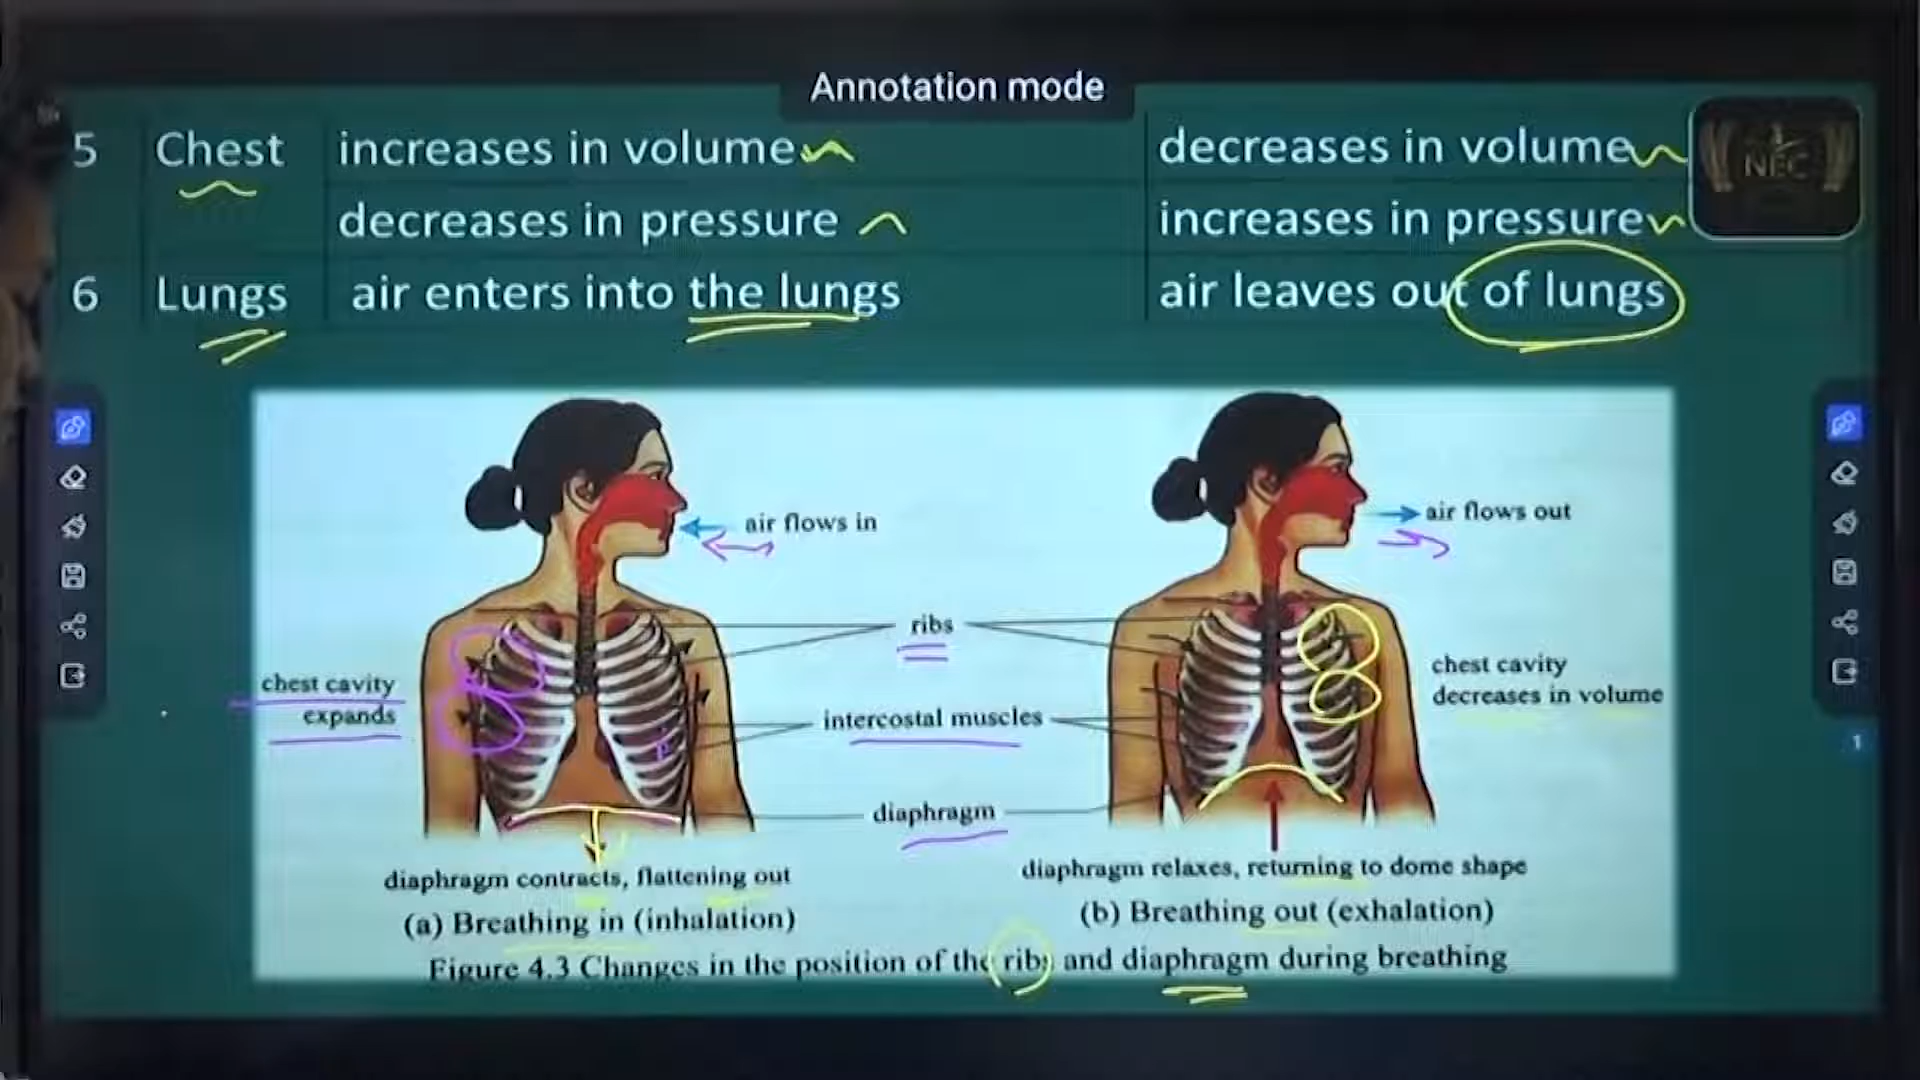 Annotation mode
5 Chest increases in volume decreases in volume
decreases in pressure increases in pressure
6 Lungs air enters into the lungs air leaves out of lungs
NEC
air flows in
air flows out
ribs
chest cavity
expands
chest cavity
decreases in volume
intercostal muscles
1
diaphragm
diaphragm contracts, flattening out
diaphragm relaxes, returning to dome shape
(a) Breathing in (inhalation)
(b) Breathing out (exhalation)
Figure 4.3 Changes in the position of the ribs and diaphragm during breathing